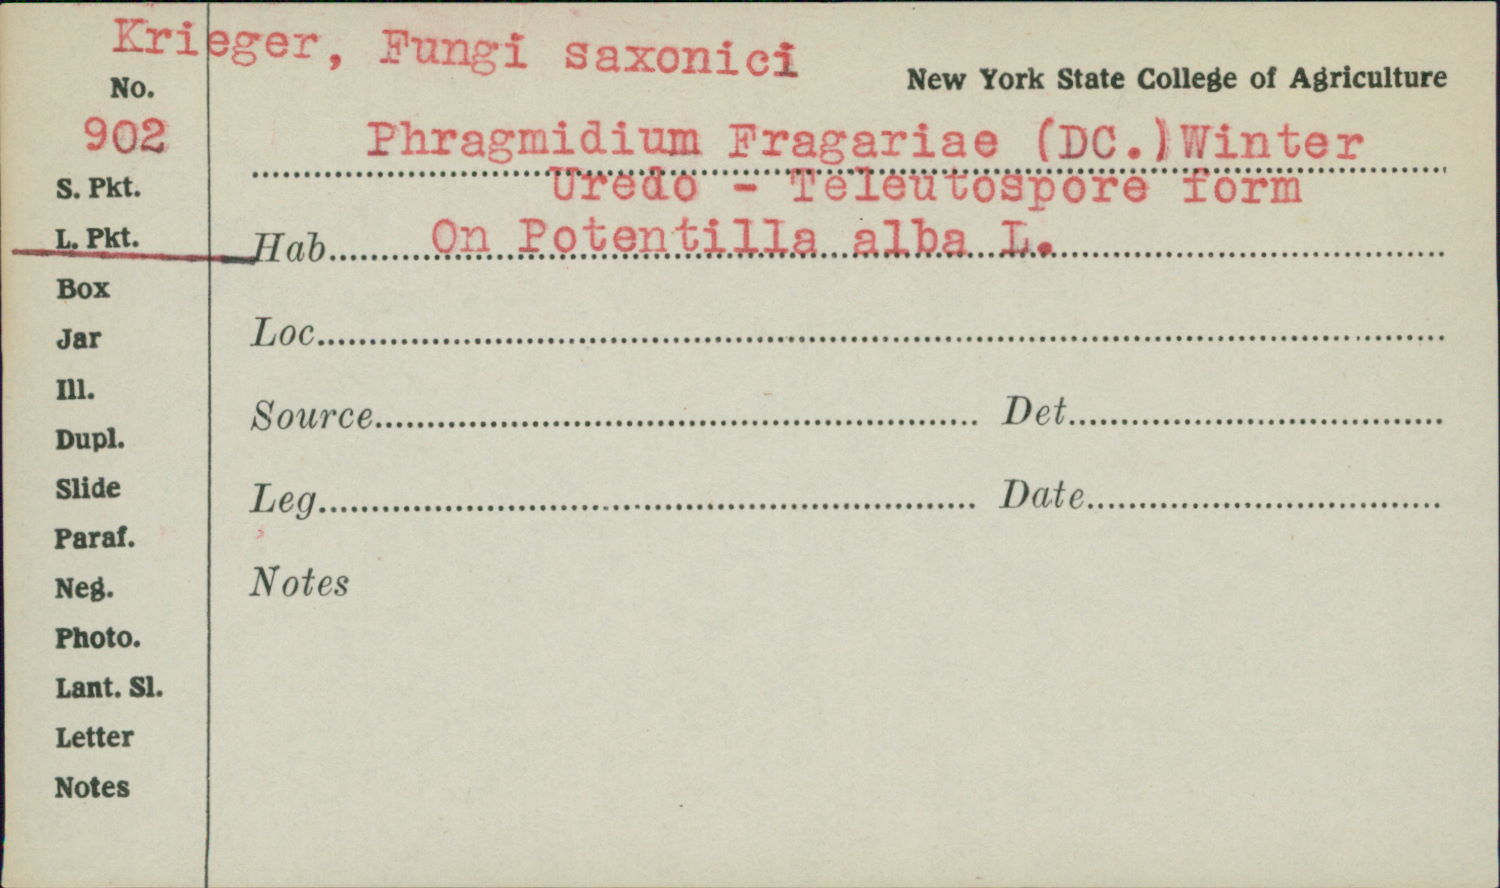 Krieger, Fungi saxonici
New York State College of Agriculture
No.
902
Phragmidium Fragariae (DC.)Winter
Uredo - Teleutospore form
S. Pkt.
L. Pkt.
Hab. On Potentilla alba L.
Box
Jar
Loc.
Ill.
Source
Det.
Dupl.
Slide
Leg.
Date
Paraf.
Neg.
Notes
Photo.
Lant. Sl.
Letter
Notes